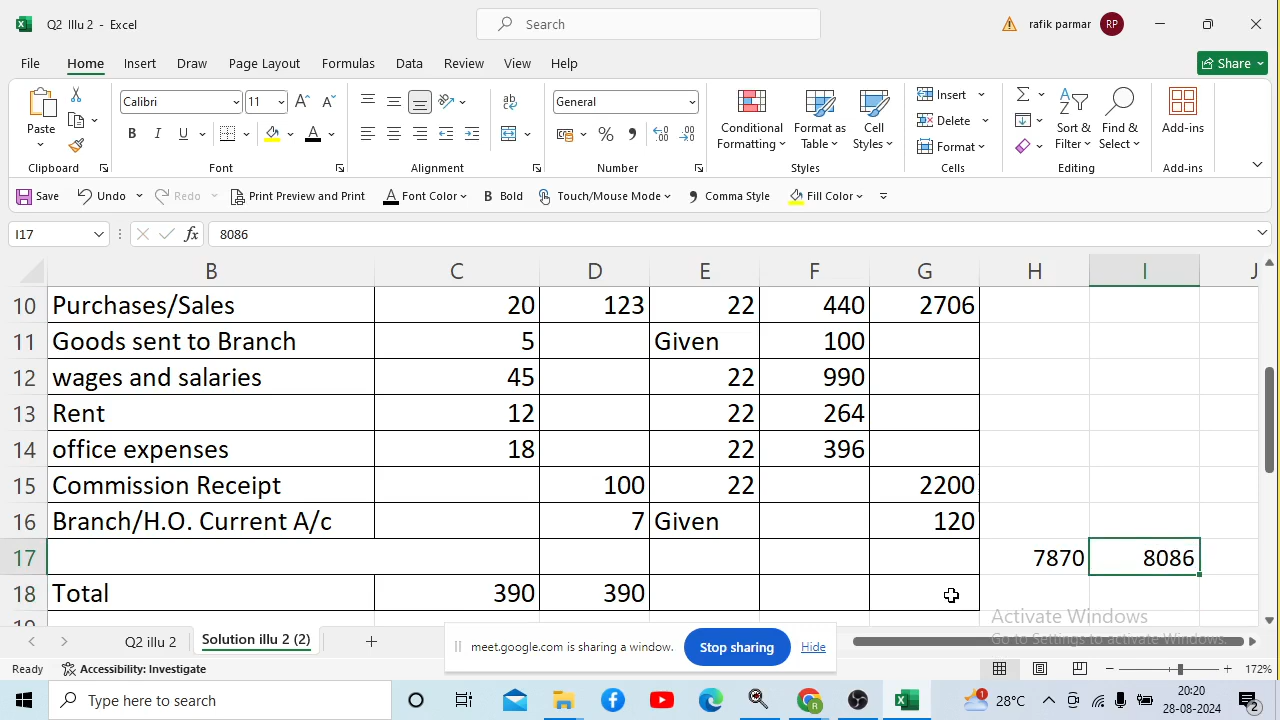 Q2 Illu 2 - Excel
Search
rafik parmar
RP
File Home Insert Draw Page Layout Formulas Data Review View Help
Share
Paste
Calibri 11
General
Conditional Formatting
Format as Table
Cell Styles
Insert
Delete
Format
Sort & Filter
Find & Select
Add-ins
Clipboard Font Alignment Number Styles Cells Editing Add-ins
Save Undo Redo Print Preview and Print Font Color Bold Touch/Mouse Mode Comma Style Fill Color
I17 fx 8086
B C D E F G H I J
10 Purchases/Sales 20 123 22 440 2706
11 Goods sent to Branch 5 Given 100
12 wages and salaries 45 22 990
13 Rent 12 22 264
14 office expenses 18 22 396
15 Commission Receipt 100 22 2200
16 Branch/H.O. Current A/c 7 Given 120
17 7870 8086
18 Total 390 390
Activate Windows
Go to Settings to activate Windows.
Q2 illu 2 Solution illu 2 (2)
meet.google.com is sharing a window. Stop sharing Hide
Ready Accessibility: Investigate 172%
Type here to search
1 28°C
20:20
28-08-2024
2